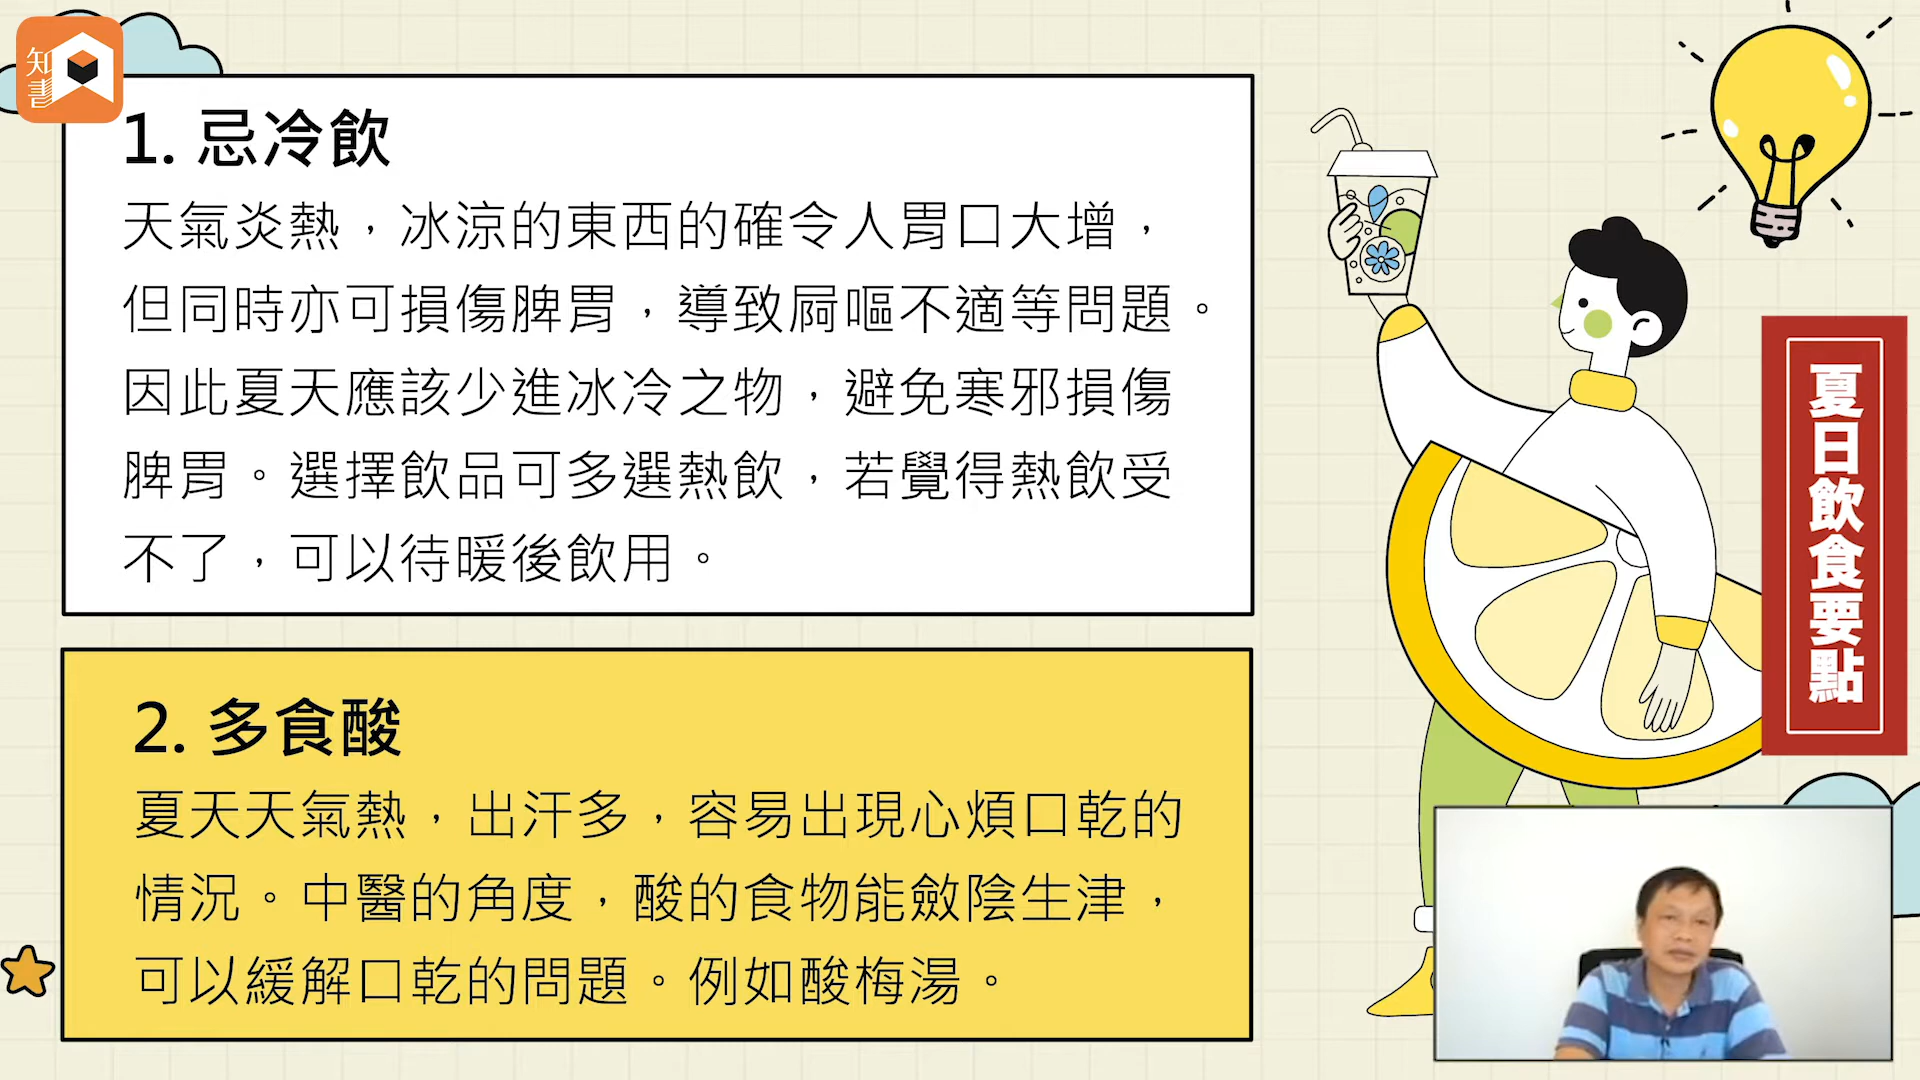 知書
1. 忌冷飲
天氣炎熱，冰涼的東西的確令人胃口大增，
但同時亦可損傷脾胃，導致屙嘔不適等問題。
因此夏天應該少進冰冷之物，避免寒邪損傷
脾胃。選擇飲品可多選熱飲，若覺得熱飲受
不了，可以待暖後飲用。
2. 多食酸
夏天天氣熱，出汗多，容易出現心煩口乾的
情況。中醫的角度，酸的食物能斂陰生津，
可以緩解口乾的問題。例如酸梅湯。
夏日飲食要點